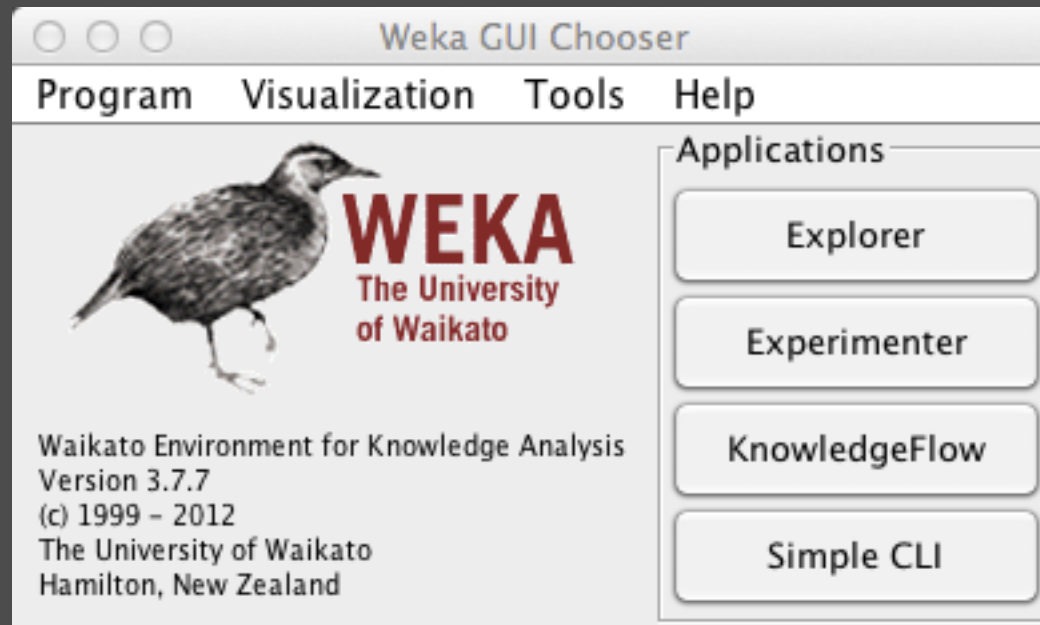 Weka GUI Chooser
Program Visualization Tools Help
WEKA
The University
of Waikato
Waikato Environment for Knowledge Analysis
Version 3.7.7
(c) 1999 – 2012
The University of Waikato
Hamilton, New Zealand
Applications
Explorer
Experimenter
KnowledgeFlow
Simple CLI